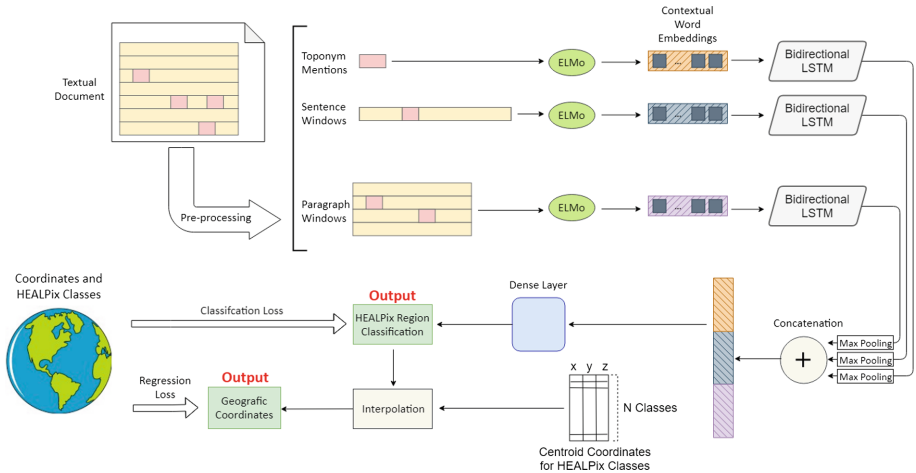 Contextual
Word
Embeddings
Textual
Document
Toponym
Mentions
ELMo
...
Bidirectional
LSTM
Sentence
Windows
ELMo
...
Bidirectional
LSTM
Pre-processing
Paragraph
Windows
ELMo
...
Bidirectional
LSTM
Coordinates and
HEALPix Classes
Classifcation Loss
Output
HEALPix Region
Classification
Dense Layer
Concatenation
+
Max Pooling
Max Pooling
Max Pooling
Regression
Loss
Output
Geografic
Coordinates
Interpolation
x y z
N Classes
Centroid Coordinates
for HEALPix Classes